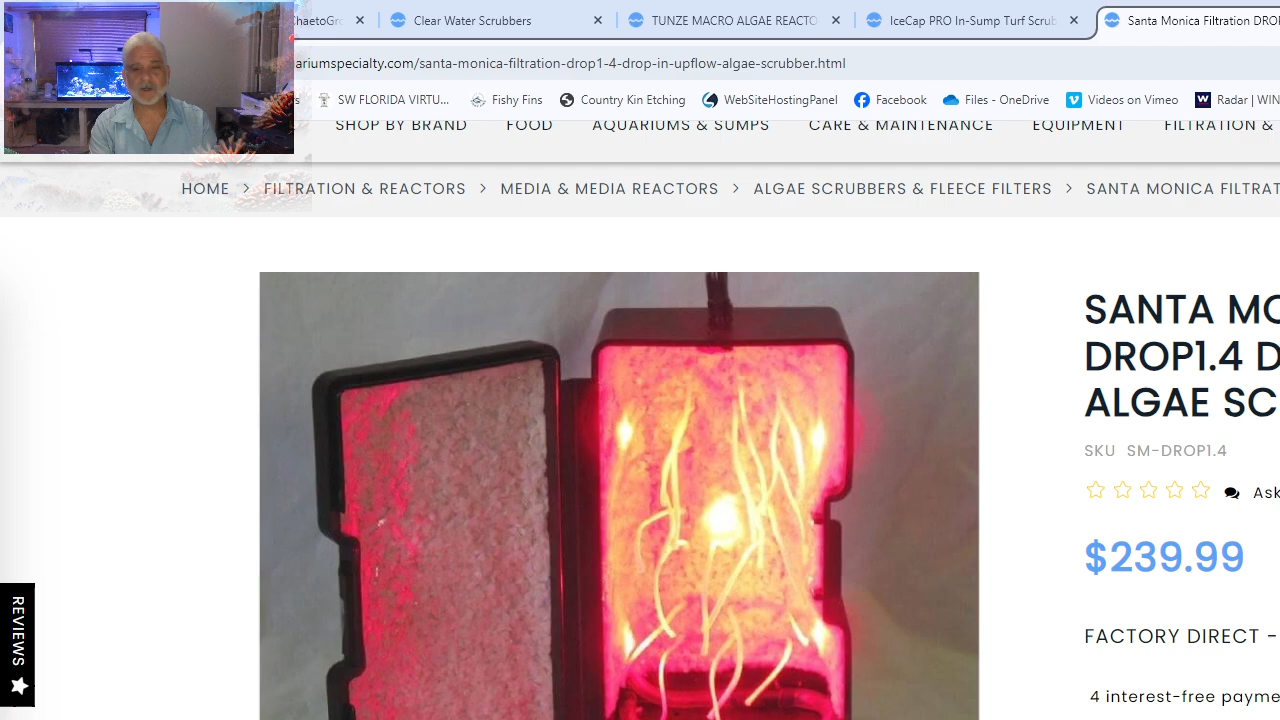 Clear Water Scrubbers
TUNZE MACRO ALGAE REA
IceCap PRO In-Sump Turf Scrub
Santa Monica Filtration DRO
ariumspecialty.com/santa-monica-filtration-drop1-4-drop-in-upflow-algae-scrubber.html
SW FLORIDA VIRTU...
Fishy Fins
Country Kin Etching
WebSiteHostingPanel
Facebook
Files - OneDrive
Videos on Vimeo
Radar | WIN
SHOP BY BRAND FOOD AQUARIUMS & SUMPS CARE & MAINTENANCE EQUIPMENT FILTRATION &
HOME > FILTRATION & REACTORS > MEDIA & MEDIA REACTORS > ALGAE SCRUBBERS & FLEECE FILTERS > SANTA MONICA FILTRAT
SANTA MO
DROP1.4 D
ALGAE SC
SKU SM-DROP1.4
Ask
$239.99
FACTORY DIRECT -
4 interest-free payme
REVIEWS